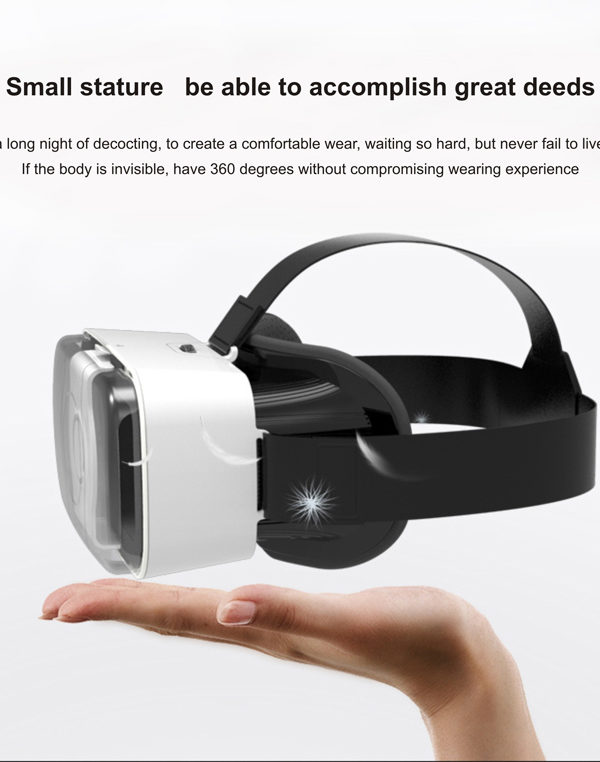 Small stature be able to accomplish great deeds
a long night of decocting, to create a comfortable wear, waiting so hard, but never fail to live
If the body is invisible, have 360 degrees without compromising wearing experience